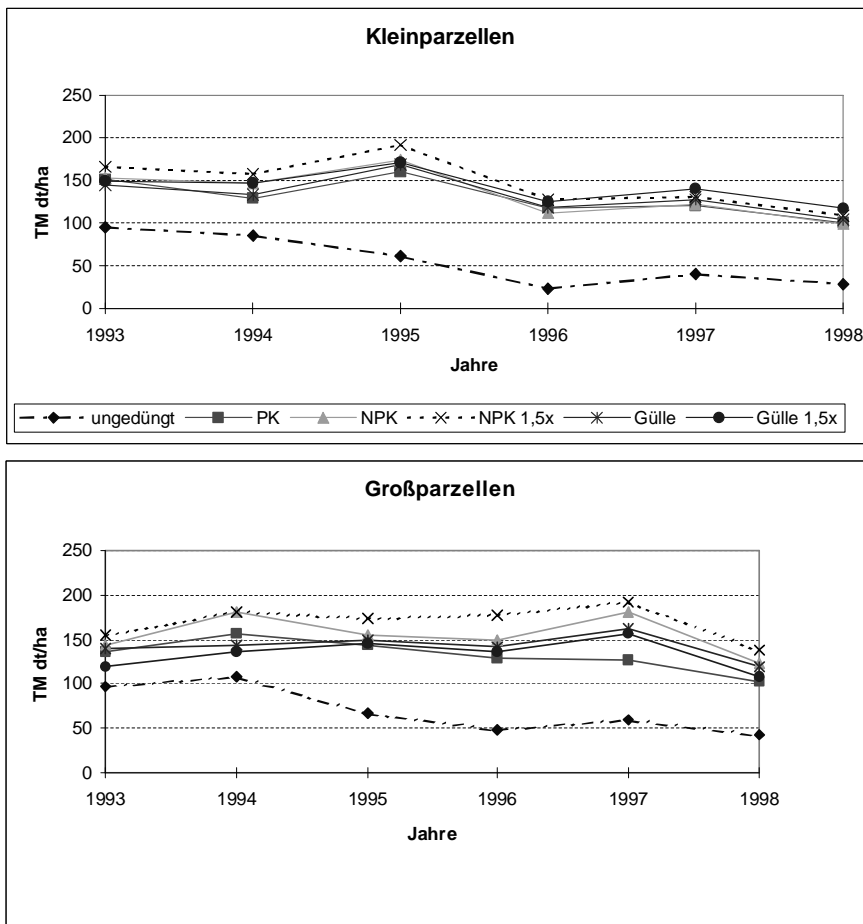 Kleinparzellen
250
200
150
100
50
0
TM dt/ha
1993 1994 1995 1996 1997 1998
Jahre
ungedüngt PK NPK NPK 1,5x Gülle Gülle 1,5x
Großparzellen
250
200
150
100
50
0
TM dt/ha
1993 1994 1995 1996 1997 1998
Jahre